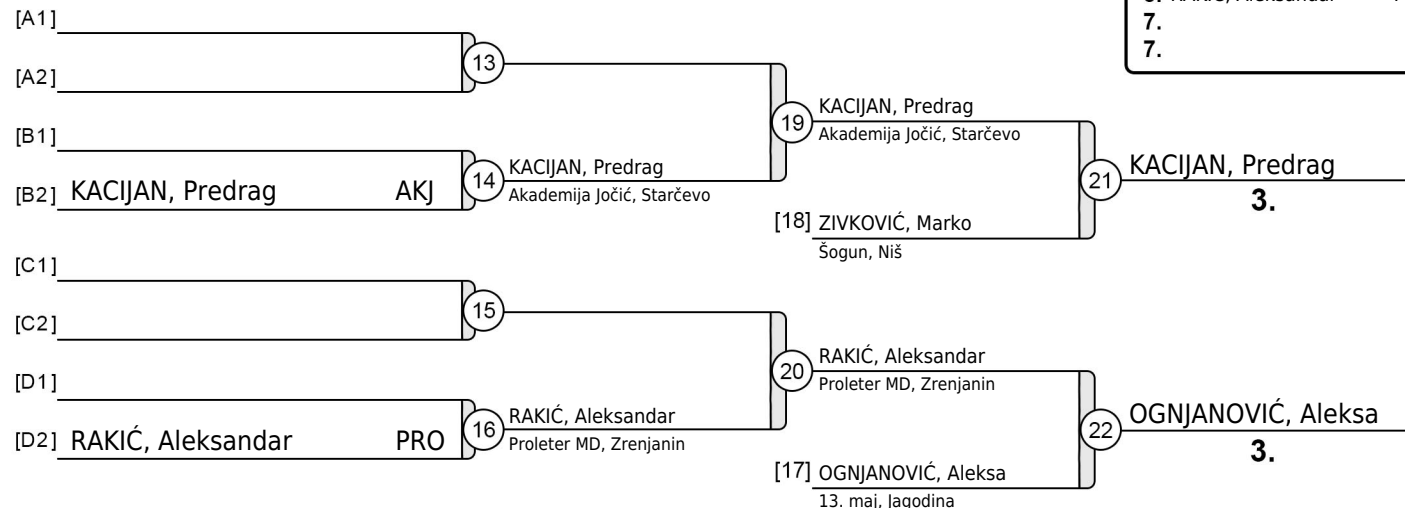 RAKIĆ, Aleksandar
7.
7.
[A1]
13
[A2]
[B1]
19 KACIJAN, Predrag
Akademija Jočić, Starčevo
[B2] KACIJAN, Predrag AKJ
14 KACIJAN, Predrag
Akademija Jočić, Starčevo
21 KACIJAN, Predrag
3.
[18] ZIVKOVIĆ, Marko
Šogun, Niš
[C1]
15
[C2]
[D1]
20 RAKIĆ, Aleksandar
Proleter MD, Zrenjanin
[D2] RAKIĆ, Aleksandar PRO
16 RAKIĆ, Aleksandar
Proleter MD, Zrenjanin
22 OGNJANOVIĆ, Aleksa
3.
[17] OGNJANOVIĆ, Aleksa
13. maj, Jagodina